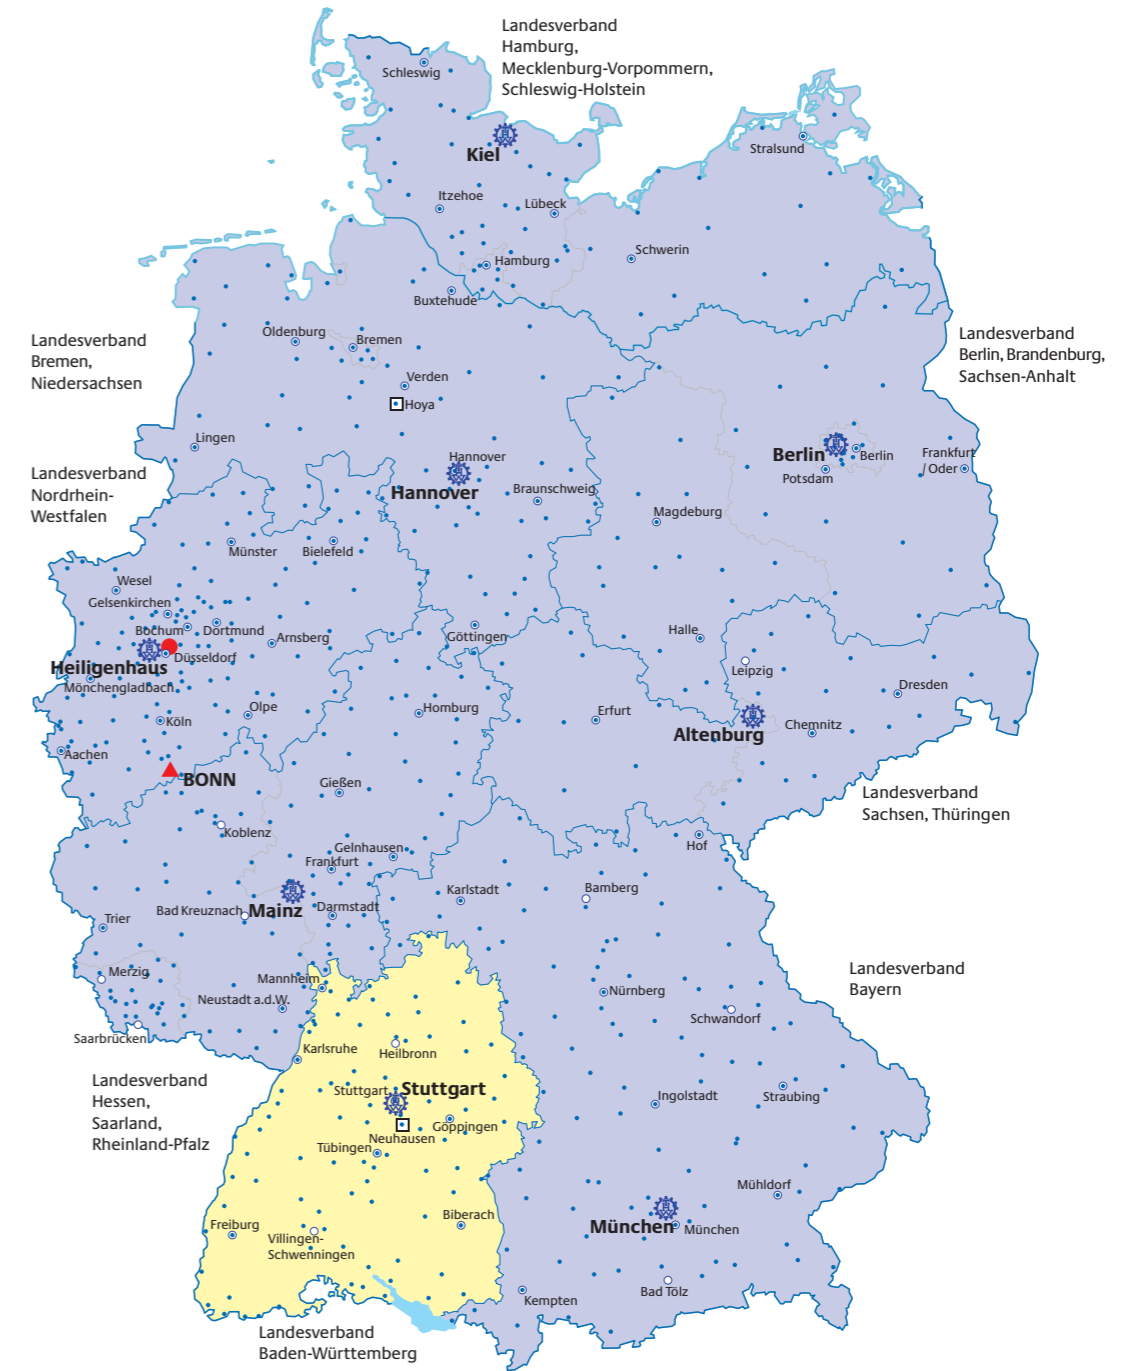 Landesverband
Hamburg,
Mecklenburg-Vorpommern,
Schleswig-Holstein
Schleswig
Kiel
Stralsund
Itzehoe
Lübeck
Schwerin
Hamburg
Buxtehude
Landesverband
Bremen,
Niedersachsen
Oldenburg
Bremen
Verden
Hoya
Landesverband
Berlin, Brandenburg,
Sachsen-Anhalt
Lingen
Hannover
Hannover
Braunschweig
Berlin
Berlin
Potsdam
Frankfurt
/ Oder
Magdeburg
Landesverband
Nordrhein-
Westfalen
Münster
Bielefeld
Wesel
Gelsenkirchen
Bochum
Dortmund
Arnsberg
Göttingen
Halle
Heiligenhaus
Düsseldorf
Mönchengladbach
Leipzig
Dresden
Köln
Olpe
Homburg
Erfurt
Altenburg
Chemnitz
Aachen
BONN
Gießen
Landesverband
Sachsen, Thüringen
Koblenz
Gelnhausen
Frankfurt
Hof
Karlstadt
Bamberg
Bad Kreuznach
Mainz
Darmstadt
Trier
Merzig
Mannheim
Neustadt a.d.W.
Nürnberg
Landesverband
Bayern
Schwandorf
Saarbrücken
Karlsruhe
Heilbronn
Landesverband
Hessen,
Saarland,
Rheinland-Pfalz
Stuttgart
Stuttgart
Ingolstadt
Straubing
Neuhausen
Göppingen
Tübingen
Mühldorf
Biberach
München
München
Freiburg
Villingen-
Schwenningen
Bad Tölz
Kempten
Landesverband
Baden-Württemberg